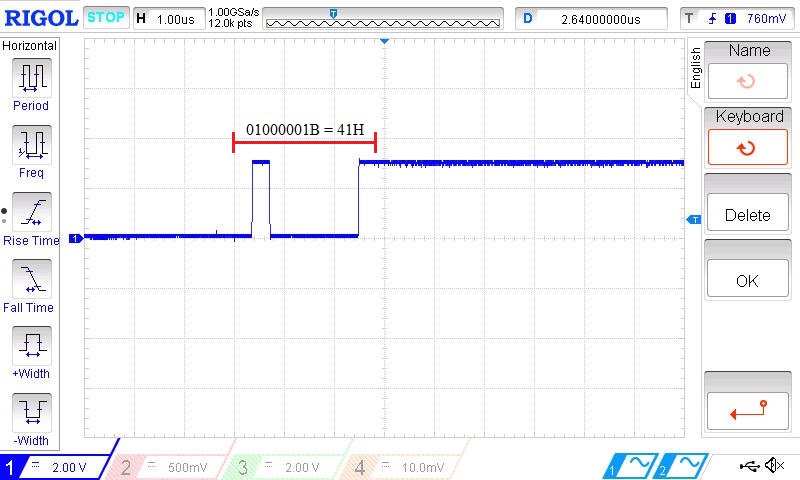 RIGOL STOP H 1.00us 1.00GSa/s 12.0k pts T D 2.64000000us T 1 760mV
Horizontal
Period
Freq
Rise Time
Fall Time
+Width
-Width
01000001B = 41H
1
T
English
Name
Keyboard
Delete
OK
1 = 2.00 V 2 = 500mV 3 = 2.00 V 4 = 10.0mV 1 2